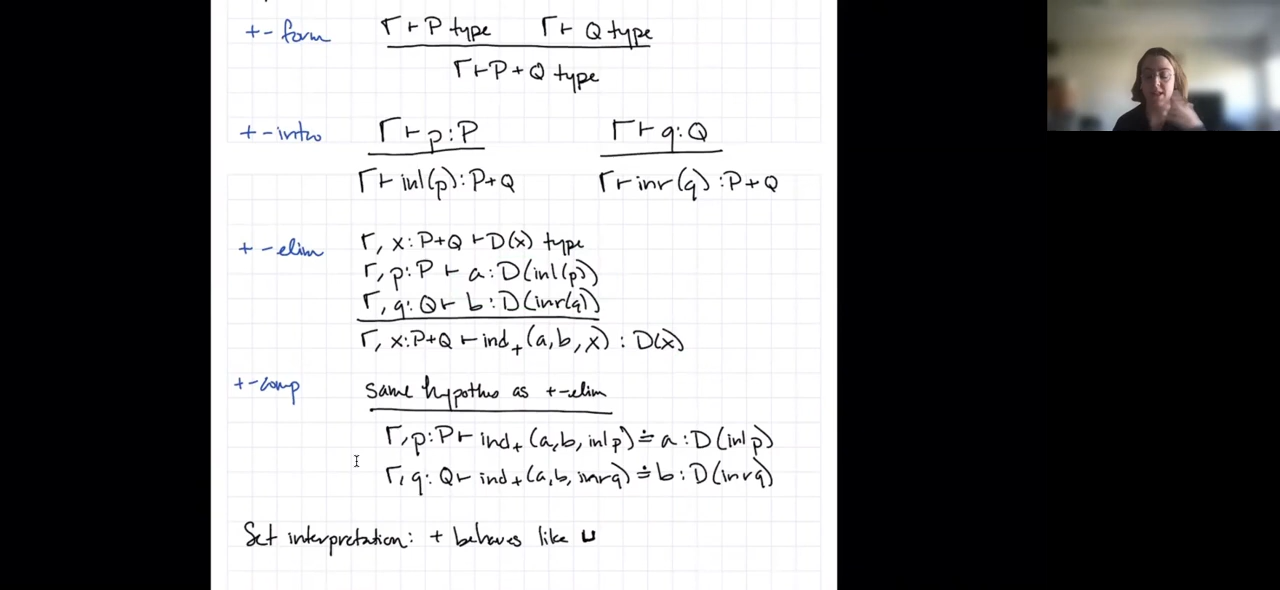 +-form Γ ⊢ P type Γ ⊢ Q type
Γ ⊢ P + Q type
+-intro Γ ⊢ p : P Γ ⊢ q : Q
Γ ⊢ inl(p) : P+Q Γ ⊢ inr(q) : P+Q
+-elim Γ, x : P+Q ⊢ D(x) type
Γ, p : P ⊢ a : D(inl(p))
Γ, q : Q ⊢ b : D(inr(q))
Γ, x : P+Q ⊢ ind₊(a, b, x) : D(x)
+-comp same hypothes as +-elim
Γ, p : P ⊢ ind₊(a, b, inl p) ≐ a : D(inl p)
Γ, q : Q ⊢ ind₊(a, b, inr q) ≐ b : D(inr q)
Set interpretation: + behaves like ⊔